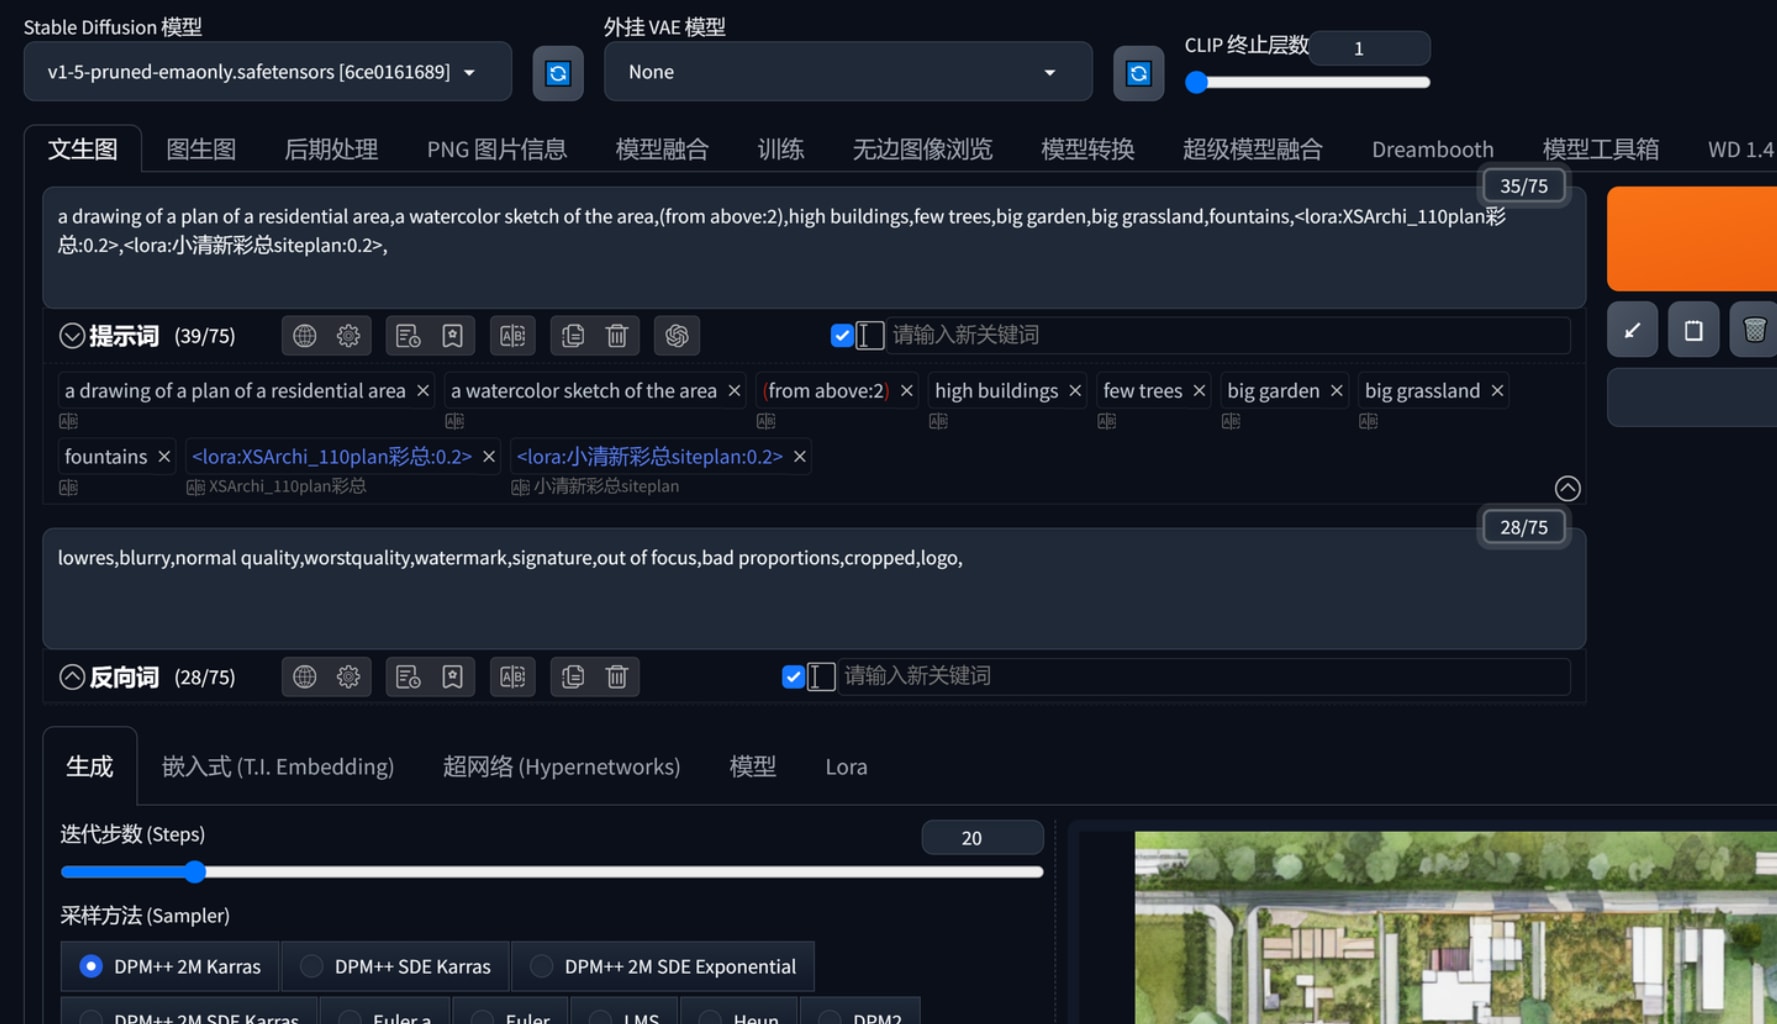 Stable Diffusion 模型
外挂 VAE 模型
CLIP 终止层数
1
v1-5-pruned-emaonly.safetensors [6ce0161689]
None
文生图
图生图
后期处理
PNG 图片信息
模型融合
训练
无边图像浏览
模型转换
超级模型融合
Dreambooth
模型工具箱
WD 1.4
35/75
a drawing of a plan of a residential area,a watercolor sketch of the area,(from above:2),high buildings,few trees,big garden,big grassland,fountains,<lora:XSArchi_110plan彩
总:0.2>,<lora:小清新彩总siteplan:0.2>,
提示词 (39/75)
请输入新关键词
a drawing of a plan of a residential area
a watercolor sketch of the area
(from above:2)
high buildings
few trees
big garden
big grassland
fountains
<lora:XSArchi_110plan彩总:0.2>
<lora:小清新彩总siteplan:0.2>
XSArchi_110plan彩总
小清新彩总siteplan
28/75
lowres,blurry,normal quality,worstquality,watermark,signature,out of focus,bad proportions,cropped,logo,
反向词 (28/75)
请输入新关键词
生成
嵌入式 (T.I. Embedding)
超网络 (Hypernetworks)
模型
Lora
迭代步数 (Steps)
20
采样方法 (Sampler)
DPM++ 2M Karras
DPM++ SDE Karras
DPM++ 2M SDE Exponential
DPM++ 2M SDE Karras
Euler a
Euler
LMS
Heun
DPM2